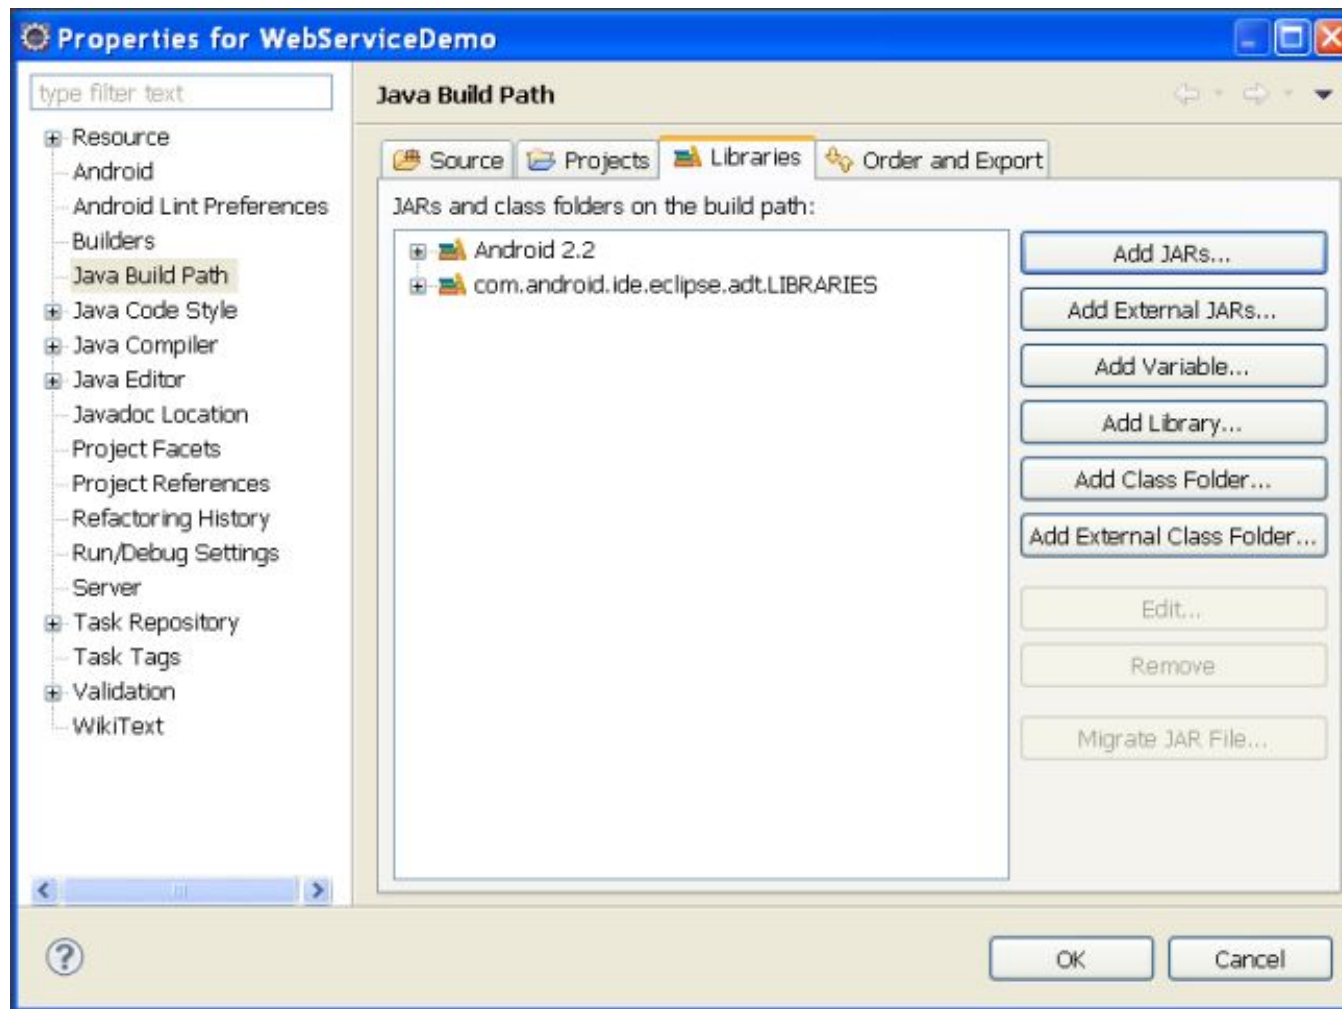 Properties for WebServiceDemo
type filter text
Resource
Android
Android Lint Preferences
Builders
Java Build Path
Java Code Style
Java Compiler
Java Editor
Javadoc Location
Project Facets
Project References
Refactoring History
Run/Debug Settings
Server
Task Repository
Task Tags
Validation
WikiText
Java Build Path
Source Projects Libraries Order and Export
JARs and class folders on the build path:
Android 2.2
com.android.ide.eclipse.adt.LIBRARIES
Add JARs...
Add External JARs...
Add Variable...
Add Library...
Add Class Folder...
Add External Class Folder...
Edit...
Remove
Migrate JAR File...
?
OK Cancel